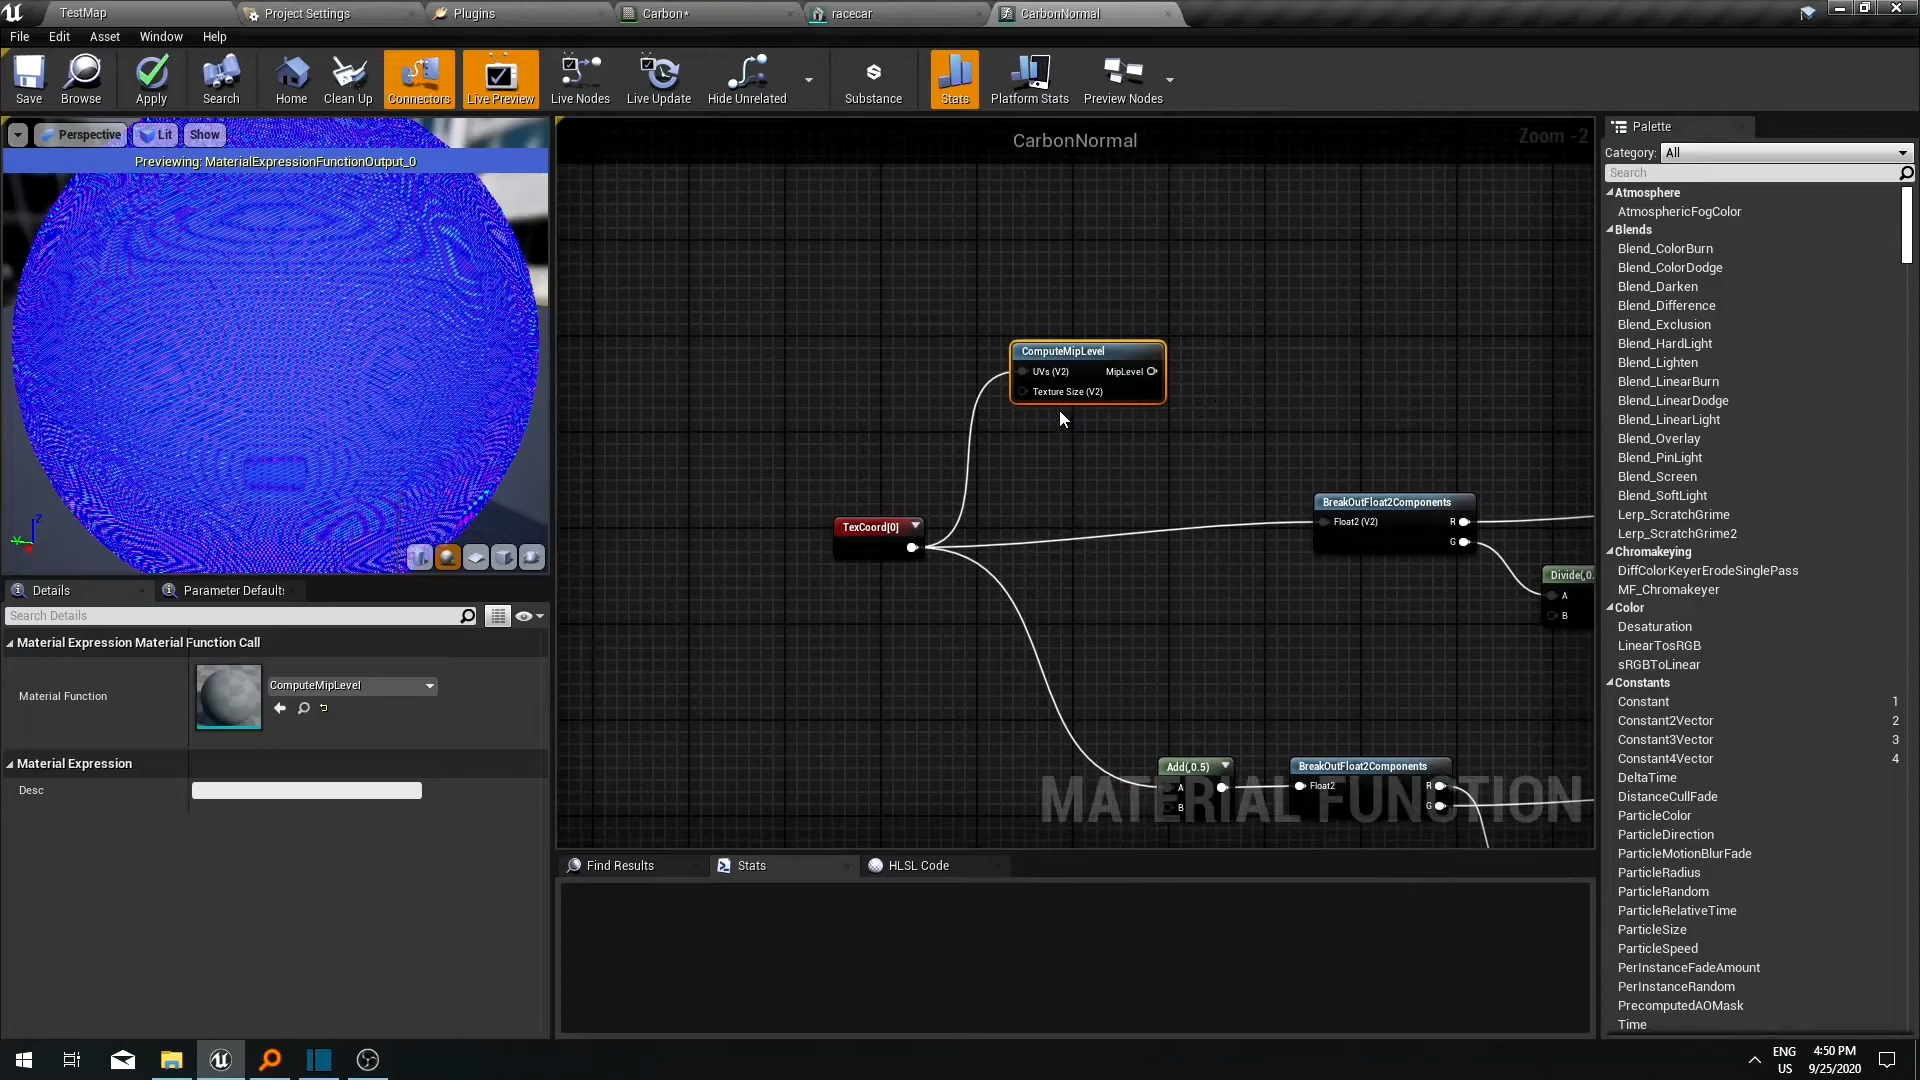 TestMap
Project Settings
Plugins
Carbon*
racecar
CarbonNormal
File
Edit
Asset
Window
Help
Save
Browse
Apply
Search
Home
Clean Up
Connectors
Live Preview
Live Nodes
Live Update
Hide Unrelated
Substance
Stats
Platform Stats
Preview Nodes
Perspective
Lit
Show
Previewing: MaterialExpressionFunctionOutput_0
CarbonNormal
Zoom -2
ComputeMipLevel
UVs (V2)
MipLevel
Texture Size (V2)
TexCoord[0]
BreakOutFloat2Components
Float2 (V2)
R
G
Divide(,0.
A
B
Add(,0.5)
A
B
BreakOutFloat2Components
Float2
R
G
MATERIAL FUNCTION
Details
Parameter Defaults
Search Details
Material Expression Material Function Call
Material Function
ComputeMipLevel
Material Expression
Desc
Find Results
Stats
HLSL Code
Palette
Category:
All
Search
Atmosphere
AtmosphericFogColor
Blends
Blend_ColorBurn
Blend_ColorDodge
Blend_Darken
Blend_Difference
Blend_Exclusion
Blend_HardLight
Blend_Lighten
Blend_LinearBurn
Blend_LinearDodge
Blend_LinearLight
Blend_Overlay
Blend_PinLight
Blend_Screen
Blend_SoftLight
Lerp_ScratchGrime
Lerp_ScratchGrime2
Chromakeying
DiffColorKeyerErodeSinglePass
MF_Chromakeyer
Color
Desaturation
LinearTosRGB
sRGBToLinear
Constants
Constant 1
Constant2Vector 2
Constant3Vector 3
Constant4Vector 4
DeltaTime
DistanceCullFade
ParticleColor
ParticleDirection
ParticleMotionBlurFade
ParticleRadius
ParticleRandom
ParticleRelativeTime
ParticleSize
ParticleSpeed
PerInstanceFadeAmount
PerInstanceRandom
PrecomputedAOMask
Time
ENG
US
4:50 PM
9/25/2020